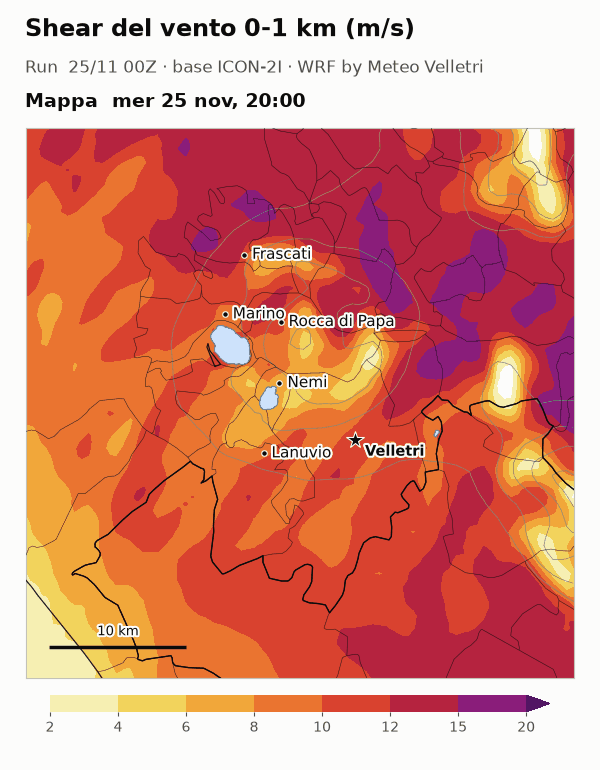 Shear del vento 0-1 km (m/s)
Run  25/11 00Z · base ICON-2I · WRF by Meteo Velletri
Mappa  mer 25 nov, 20:00
Frascati
Marino
Rocca di Papa
Nemi
Velletri
Lanuvio
10 km
2 4 6 8 10 12 15 20